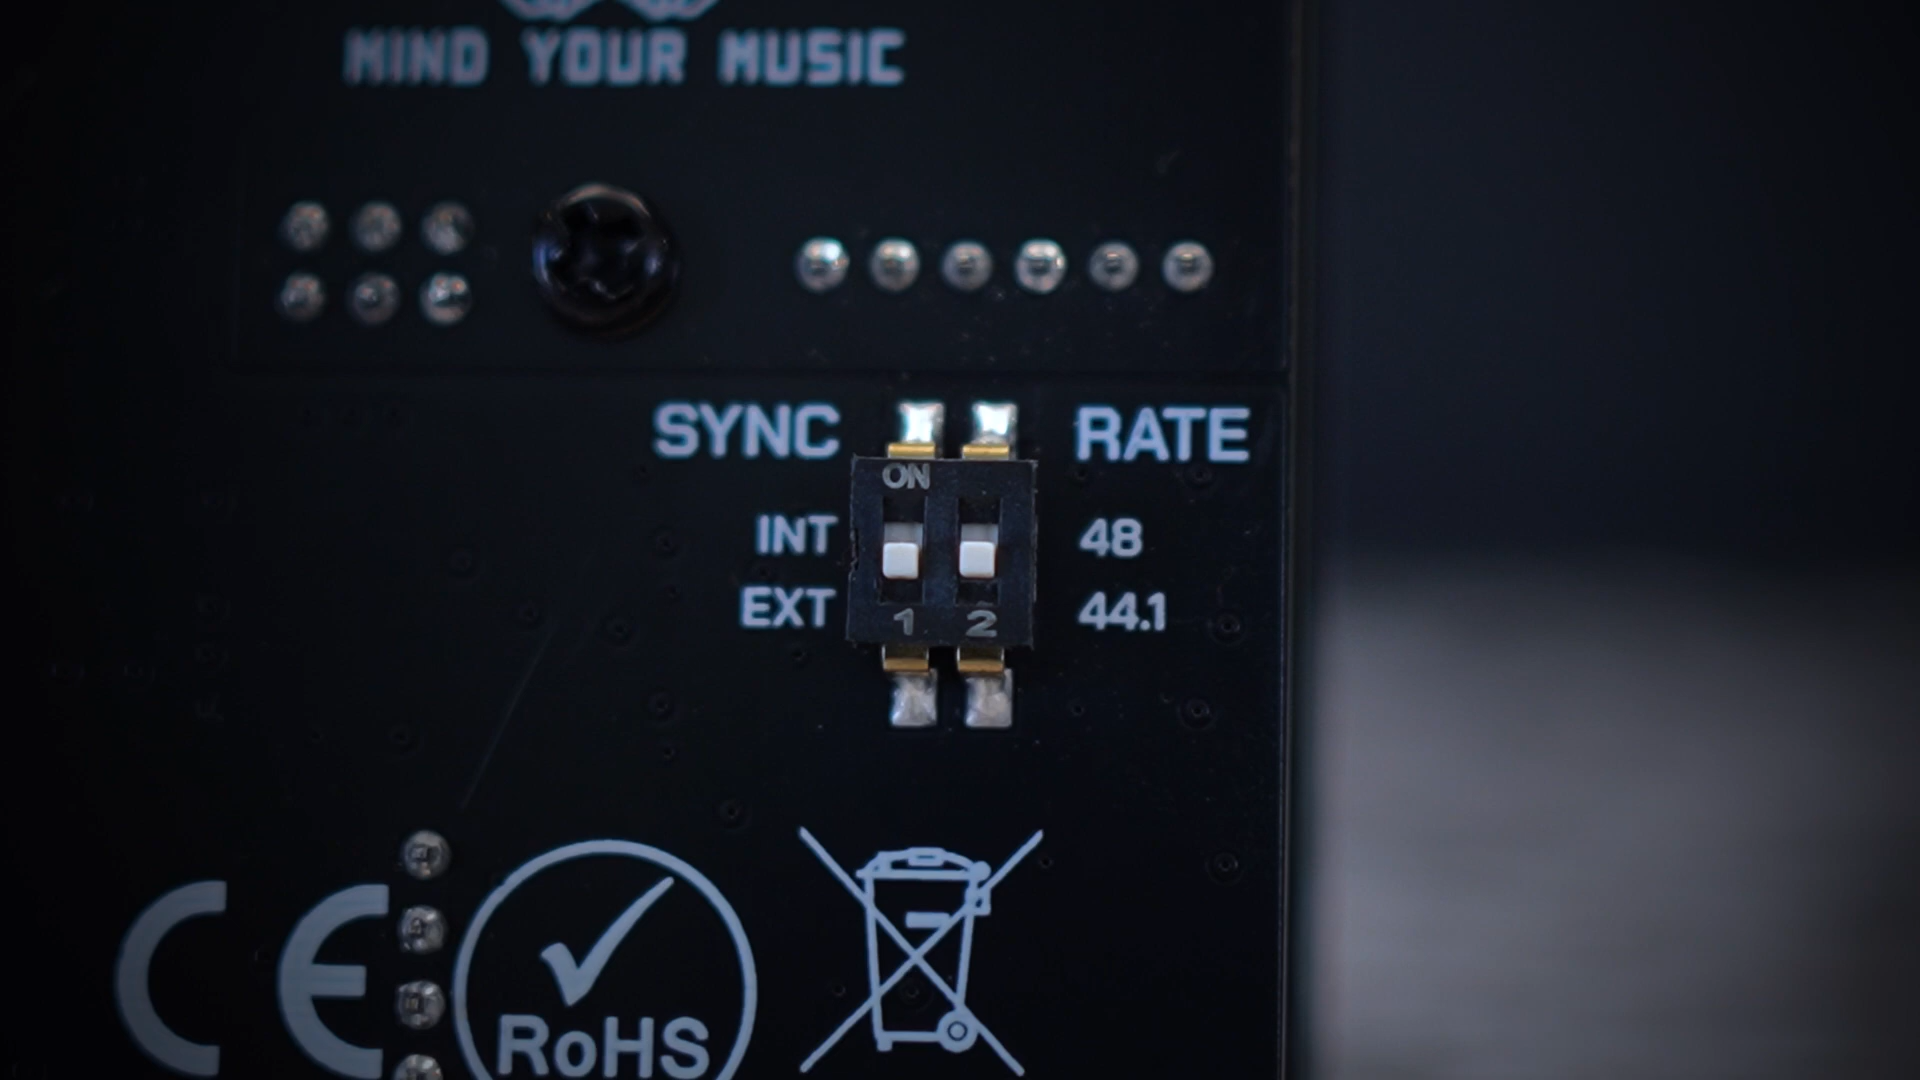 MIND YOUR MUSIC
SYNC RATE
ON
INT 48
EXT 44.1
1 2
CE
RoHS